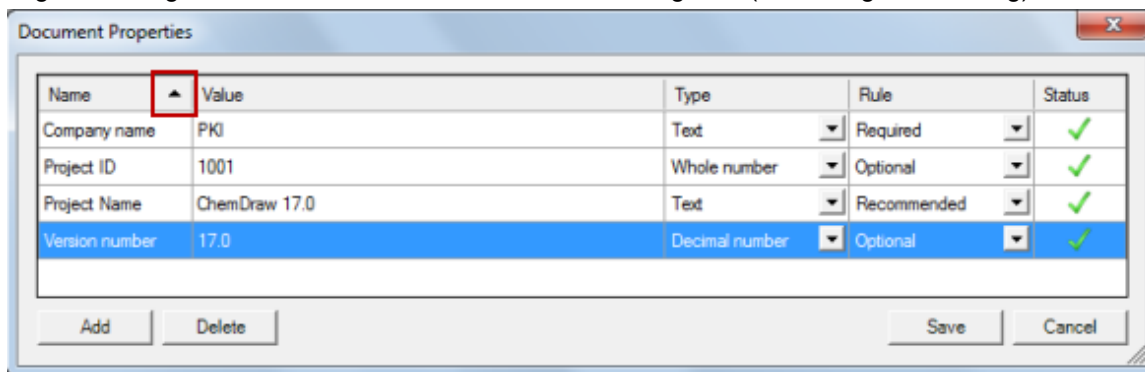 Document Properties
Name Value Type Rule Status
Company name PKI Text Required
Project ID 1001 Whole number Optional
Project Name ChemDraw 17.0 Text Recommended
Version number 17.0 Decimal number Optional
Add Delete Save Cancel